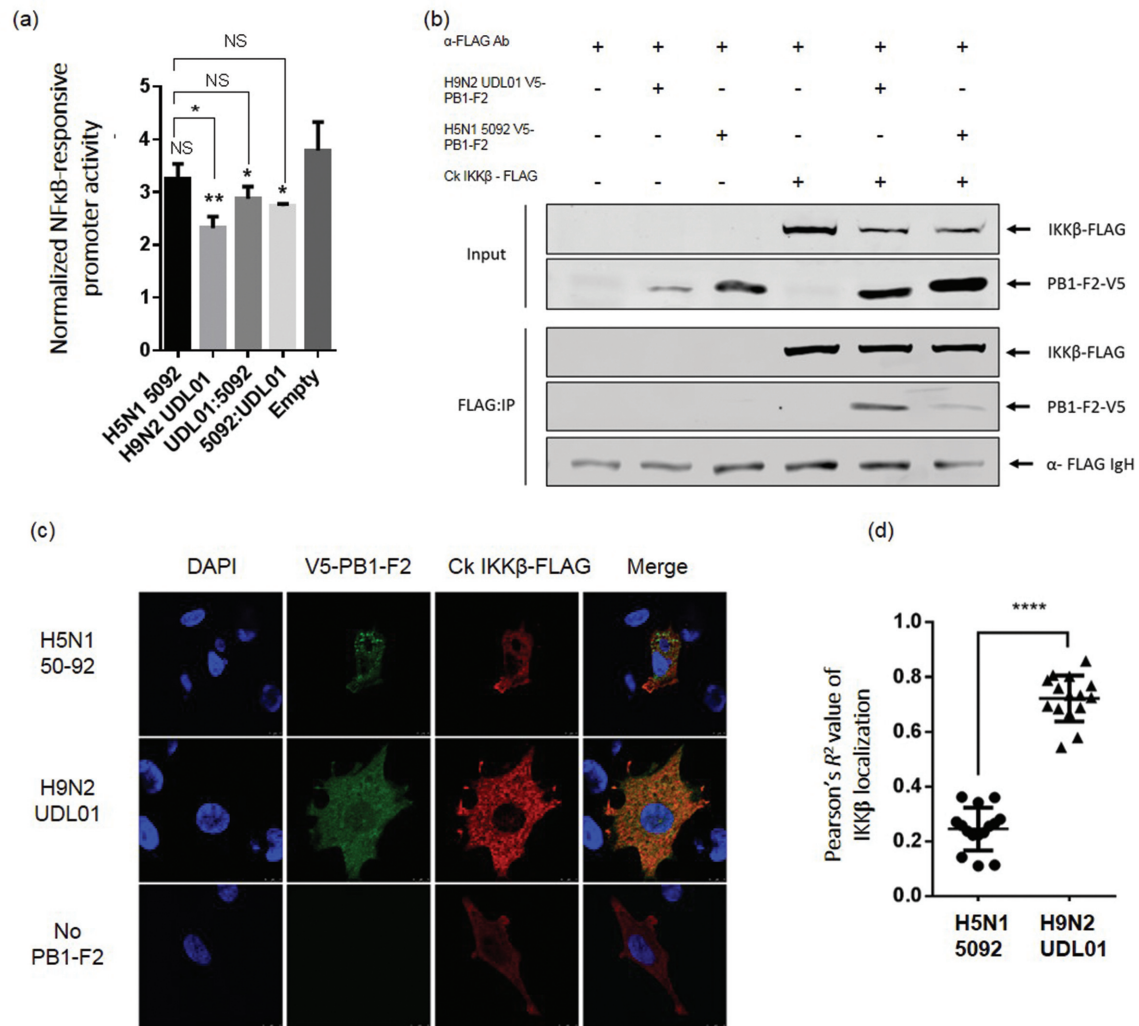 (a)
NS
NS
*
NS
**
*
*
5
4
3
2
1
0
Normalized NFκB-responsive
promoter activity
H5N1 5092
H9N2 UDL01
UDL01:5092
5092:UDL01
Empty
(b)
α-FLAG Ab + + + + + +
H9N2 UDL01 V5-
PB1-F2 - + - - + -
H5N1 5092 V5-
PB1-F2 - - + - - +
Ck IKKβ - FLAG - - - + + +
Input
IKKβ-FLAG
PB1-F2-V5
FLAG:IP
IKKβ-FLAG
PB1-F2-V5
α- FLAG IgH
(c)
DAPI V5-PB1-F2 Ck IKKβ-FLAG Merge
H5N1
50-92
H9N2
UDL01
No
PB1-F2
(d)
****
1.0
0.8
0.6
0.4
0.2
0.0
Pearson's R² value of
IKKβ localization
H5N1
5092
H9N2
UDL01